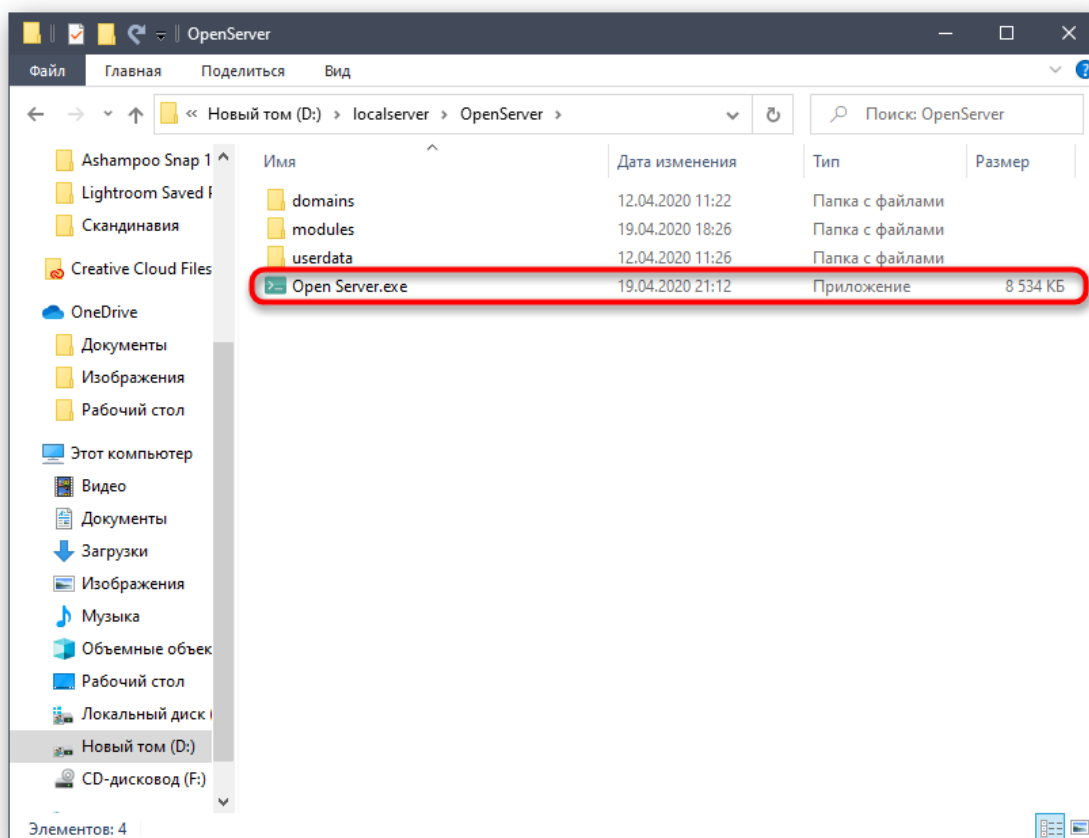 OpenServer
Файл Главная Поделиться Вид
« Новый том (D:) › localserver › OpenServer ›
Поиск: OpenServer
Имя Дата изменения Тип Размер
domains 12.04.2020 11:22 Папка с файлами
modules 19.04.2020 18:26 Папка с файлами
userdata 12.04.2020 11:26 Папка с файлами
Open Server.exe 19.04.2020 21:12 Приложение 8 534 КБ
Ashampoo Snap 1
Lightroom Saved
Скандинавия
Creative Cloud Files
OneDrive
Документы
Изображения
Рабочий стол
Этот компьютер
Видео
Документы
Загрузки
Изображения
Музыка
Объемные объек
Рабочий стол
Локальный диск (
Новый том (D:)
CD-дисковод (F:)
Элементов: 4